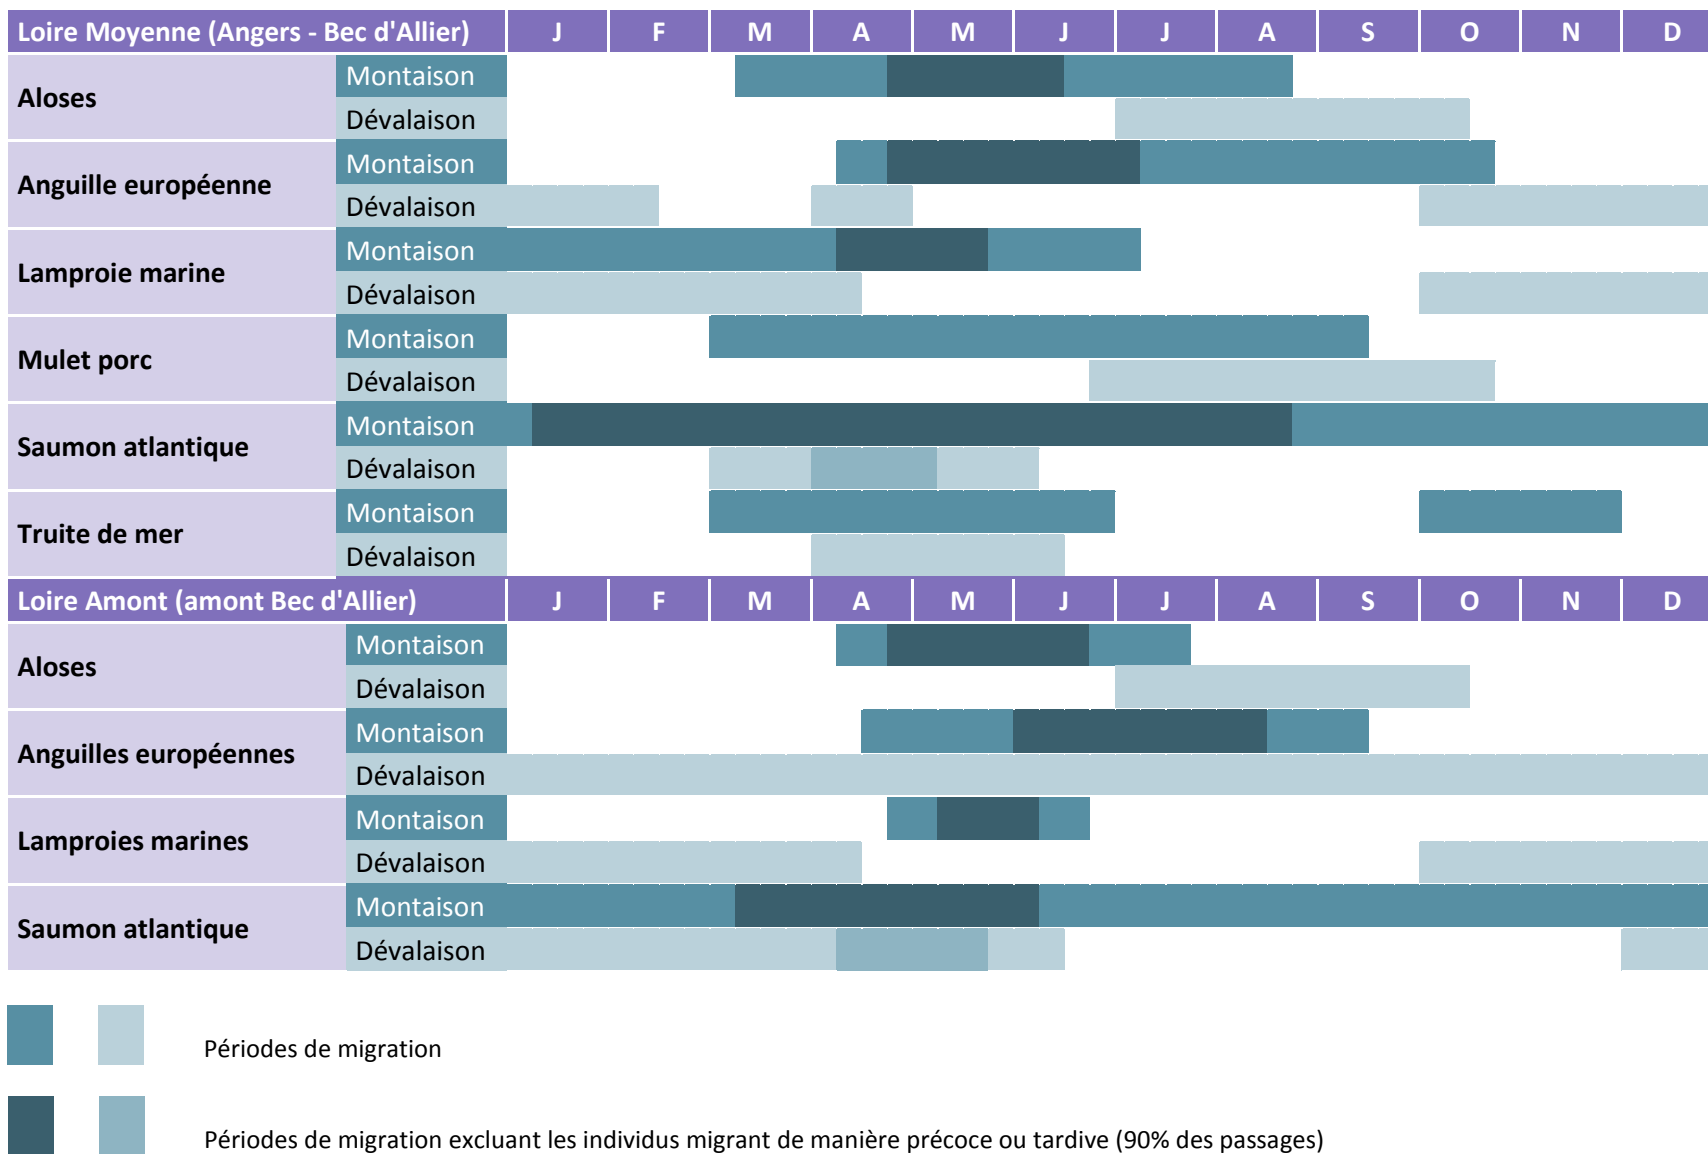 Loire Moyenne (Angers - Bec d'Allier) J F M A M J J A S O N D
Aloses
Montaison
Dévalaison
Anguille européenne
Montaison
Dévalaison
Lamproie marine
Montaison
Dévalaison
Mulet porc
Montaison
Dévalaison
Saumon atlantique
Montaison
Dévalaison
Truite de mer
Montaison
Dévalaison
Loire Amont (amont Bec d'Allier) J F M A M J J A S O N D
Aloses
Montaison
Dévalaison
Anguilles européennes
Montaison
Dévalaison
Lamproies marines
Montaison
Dévalaison
Saumon atlantique
Montaison
Dévalaison
Périodes de migration
Périodes de migration excluant les individus migrant de manière précoce ou tardive (90% des passages)